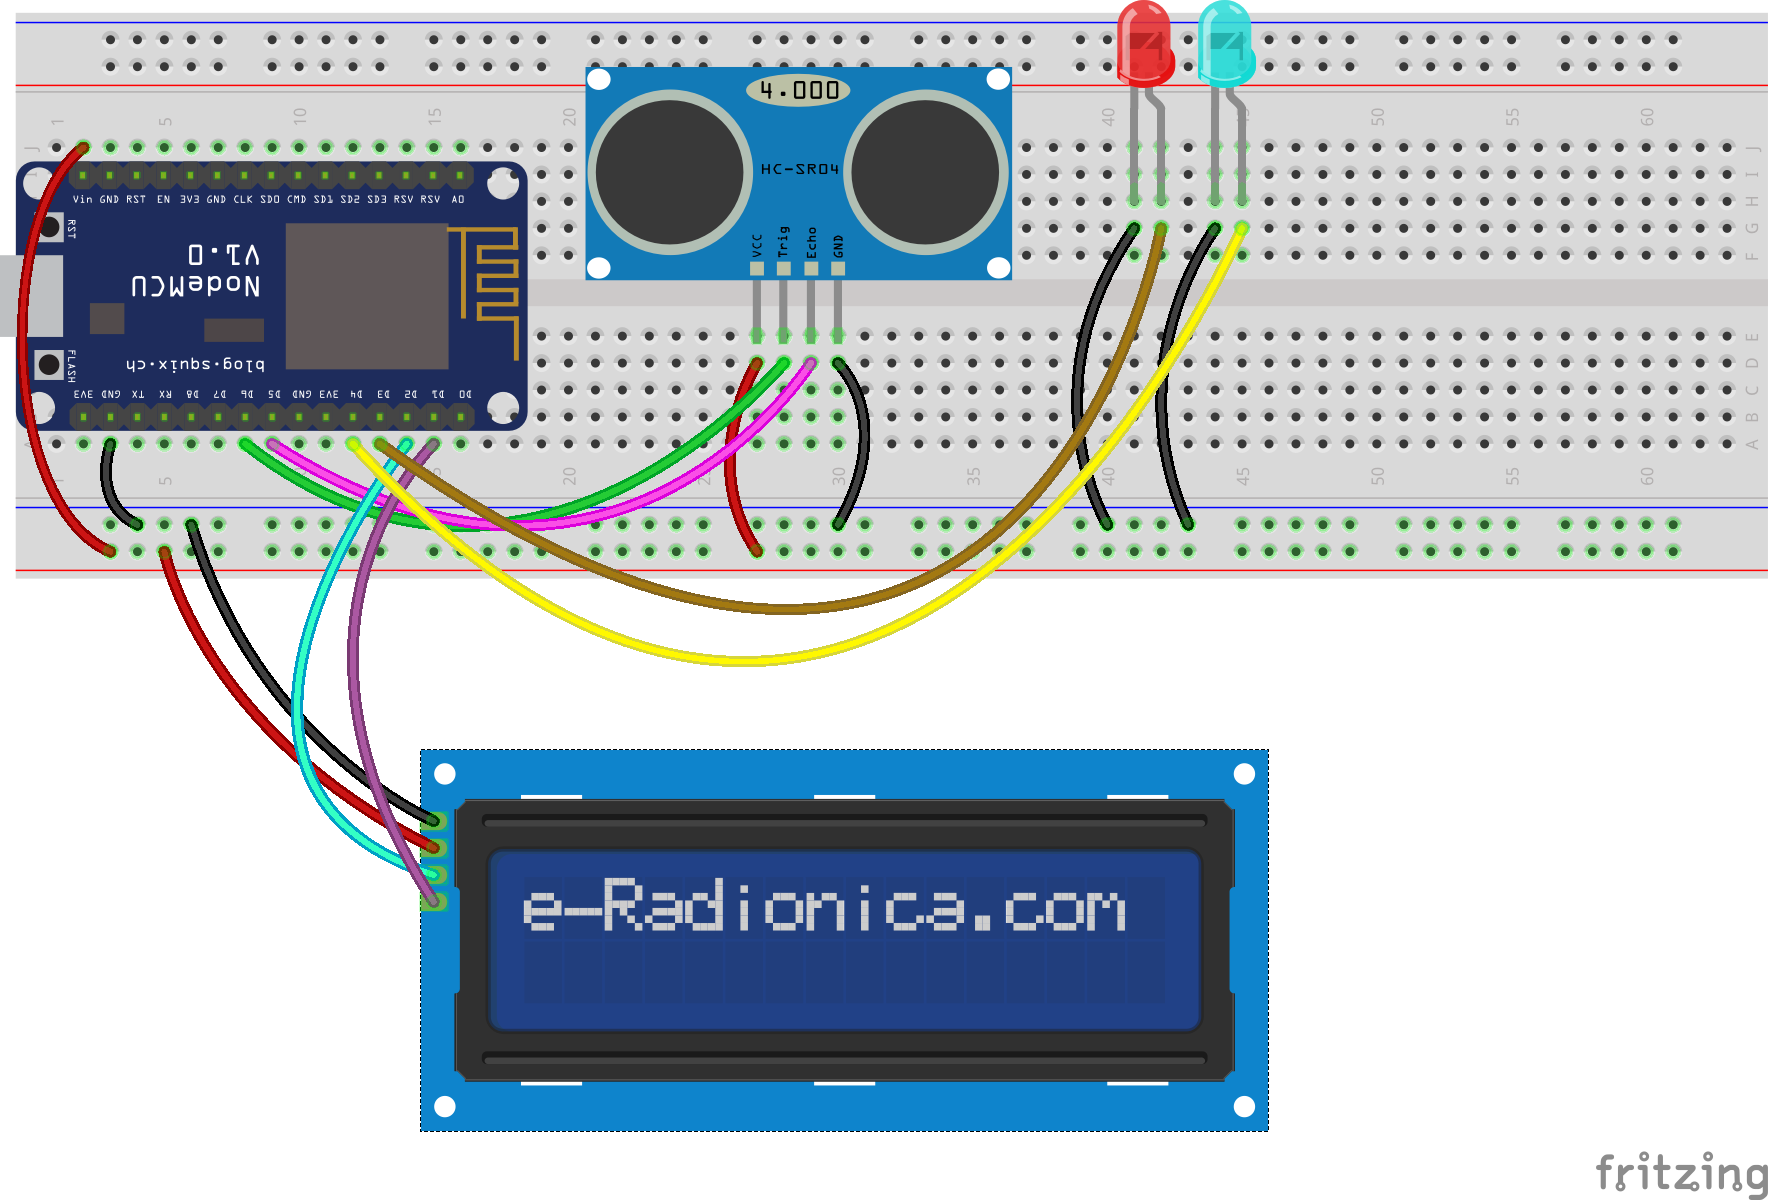 4.000
1 5 10 15 20 40 45 50 55 60
J
I
H
G
F
HC-SR04
VCC Trig Echo GND
Vin GND RST EN 3V3 GND CLK SD0 CMD SD1 SD2 SD3 RSV RSV A0
RST
V1.0
NodeMCU
blog.squix.ch
FLASH
3V3 GND TX RX D8 D7 D6 D5 GND 3V3 D4 D3 D2 D1 D0
E
D
C
B
A
1 5 20 30 35 40 45 50 55 60
e-Radionica.com
fritzing